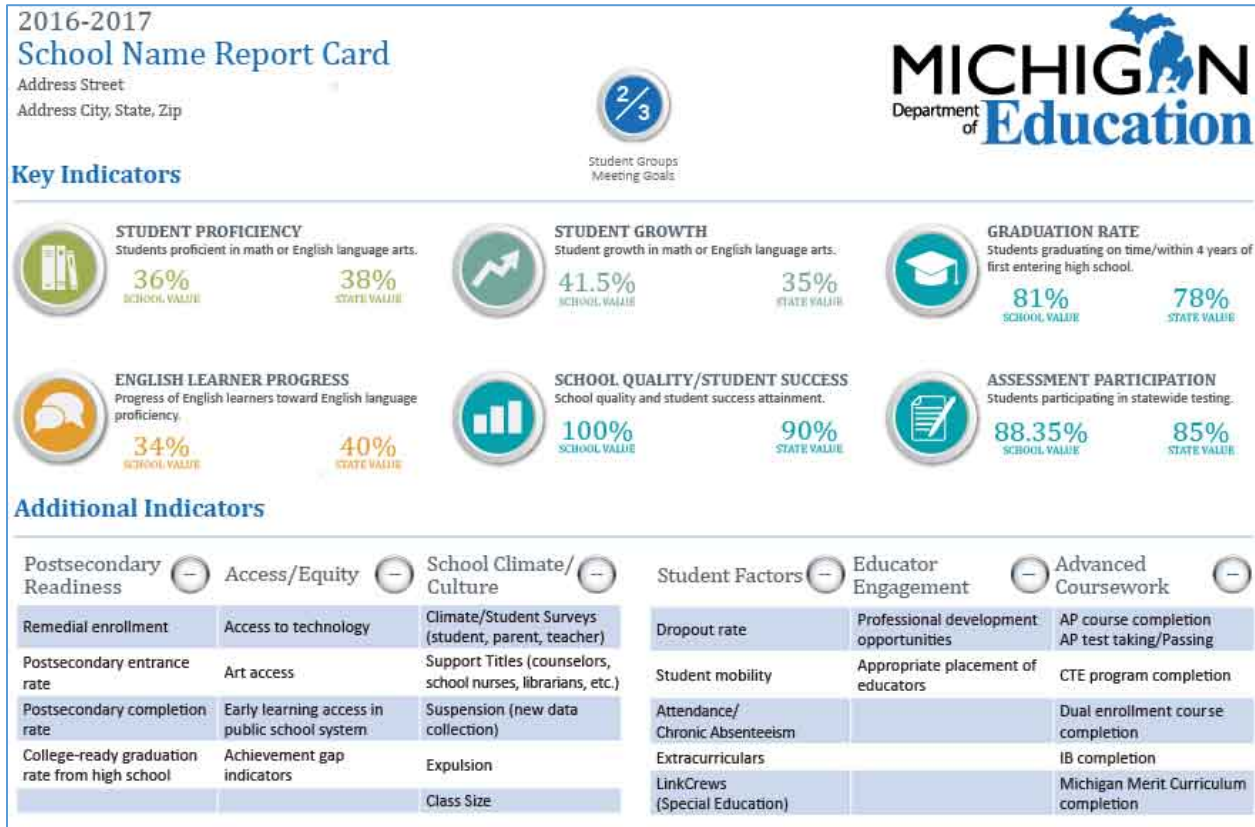 2016-2017
School Name Report Card
Address Street
Address City, State, Zip
2/3
Student Groups
Meeting Goals
MICHIGAN
Department
of Education
Key Indicators
STUDENT PROFICIENCY
Students proficient in math or English language arts.
36% 38%
SCHOOL VALUE STATE VALUE
STUDENT GROWTH
Student growth in math or English language arts.
41.5% 35%
SCHOOL VALUE STATE VALUE
GRADUATION RATE
Students graduating on time/within 4 years of
first entering high school.
81% 78%
SCHOOL VALUE STATE VALUE
ENGLISH LEARNER PROGRESS
Progress of English learners toward English language
proficiency.
34% 40%
SCHOOL VALUE STATE VALUE
SCHOOL QUALITY/STUDENT SUCCESS
School quality and student success attainment.
100% 90%
SCHOOL VALUE STATE VALUE
ASSESSMENT PARTICIPATION
Students participating in statewide testing.
88.35% 85%
SCHOOL VALUE STATE VALUE
Additional Indicators
Postsecondary
Readiness
Remedial enrollment
Postsecondary entrance
rate
Postsecondary completion
rate
College-ready graduation
rate from high school
Access/Equity
Access to technology
Art access
Early learning access in
public school system
Achievement gap
indicators
School Climate/
Culture
Climate/Student Surveys
(student, parent, teacher)
Support Titles (counselors,
school nurses, librarians, etc.)
Suspension (new data
collection)
Expulsion
Class Size
Student Factors
Dropout rate
Student mobility
Attendance/
Chronic Absenteeism
Extracurriculars
LinkCrews
(Special Education)
Educator
Engagement
Professional development
opportunities
Appropriate placement of
educators
Advanced
Coursework
AP course completion
AP test taking/Passing
CTE program completion
Dual enrollment course
completion
IB completion
Michigan Merit Curriculum
completion